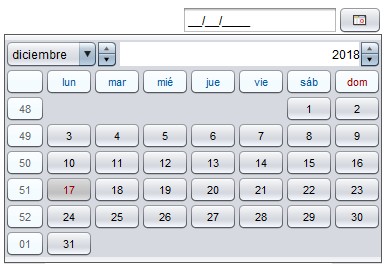 __/__/____
diciembre 2018
lun mar mié jue vie sáb dom
48 1 2
49 3 4 5 6 7 8 9
50 10 11 12 13 14 15 16
51 17 18 19 20 21 22 23
52 24 25 26 27 28 29 30
01 31